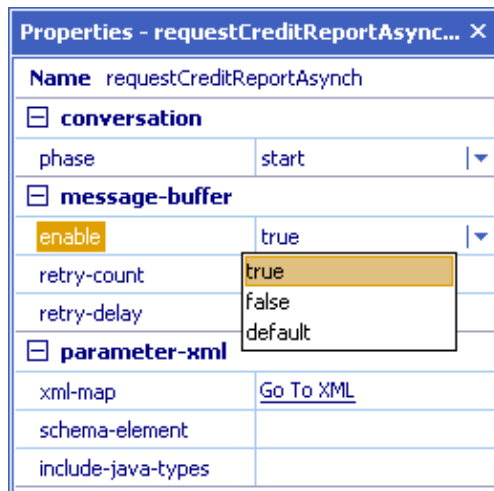 Properties - requestCreditReportAsync... ×
Name requestCreditReportAsynch
conversation
phase start
message-buffer
enable true
retry-count true
false
retry-delay
default
parameter-xml
xml-map Go To XML
schema-element
include-java-types